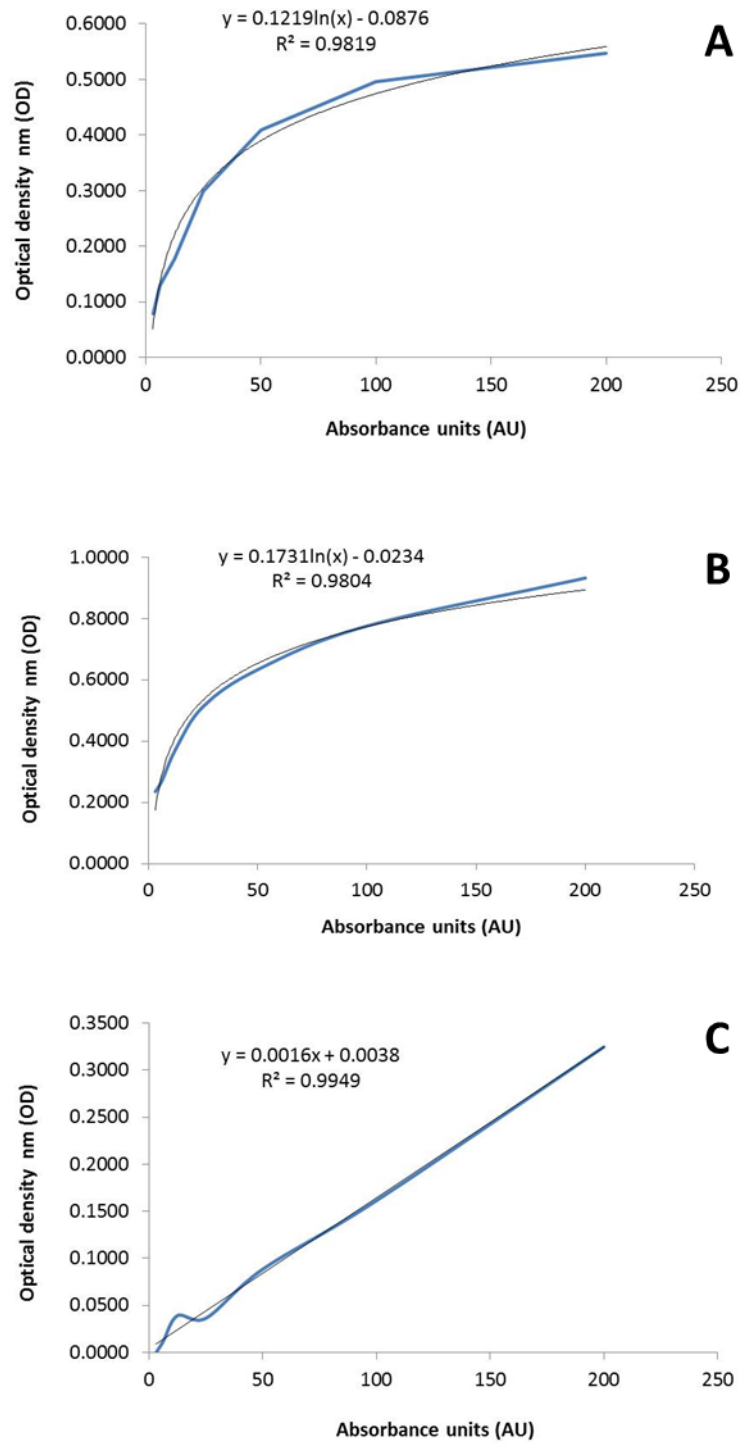 y = 0.1219ln(x) - 0.0876
R² = 0.9819
A
0.6000
0.5000
0.4000
0.3000
0.2000
0.1000
0.0000
Optical density nm (OD)
0 50 100 150 200 250
Absorbance units (AU)
y = 0.1731ln(x) - 0.0234
R² = 0.9804
B
1.0000
0.8000
0.6000
0.4000
0.2000
0.0000
Optical density nm (OD)
0 50 100 150 200 250
Absorbance units (AU)
y = 0.0016x + 0.0038
R² = 0.9949
C
0.3500
0.3000
0.2500
0.2000
0.1500
0.1000
0.0500
0.0000
Optical density nm (OD)
0 50 100 150 200 250
Absorbance units (AU)